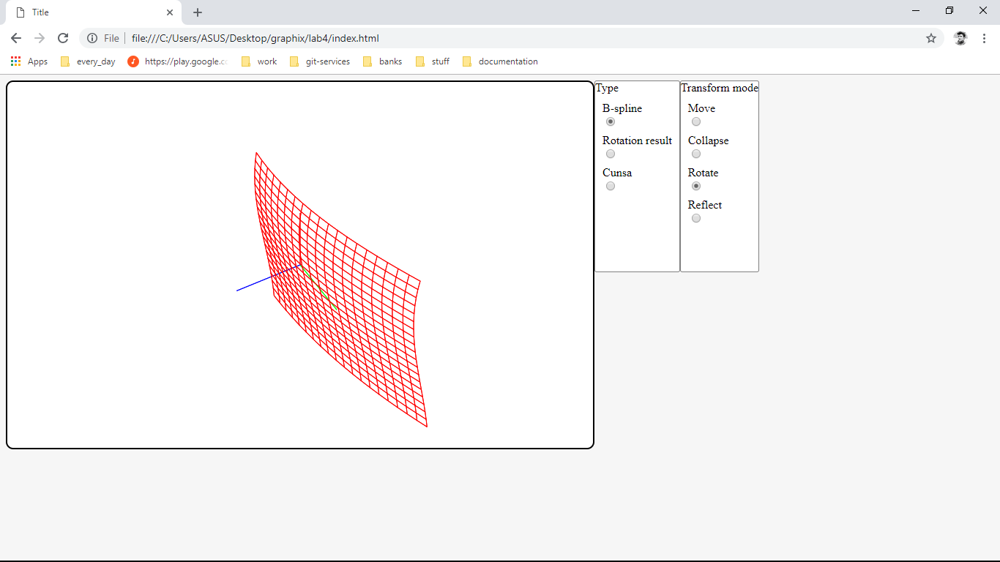 Title
File file:///C:/Users/ASUS/Desktop/graphix/lab4/index.html
Apps every_day https://play.google.cc work git-services banks stuff documentation
Type Transform mode
B-spline Move
Rotation result Collapse
Cunsa Rotate
Reflect